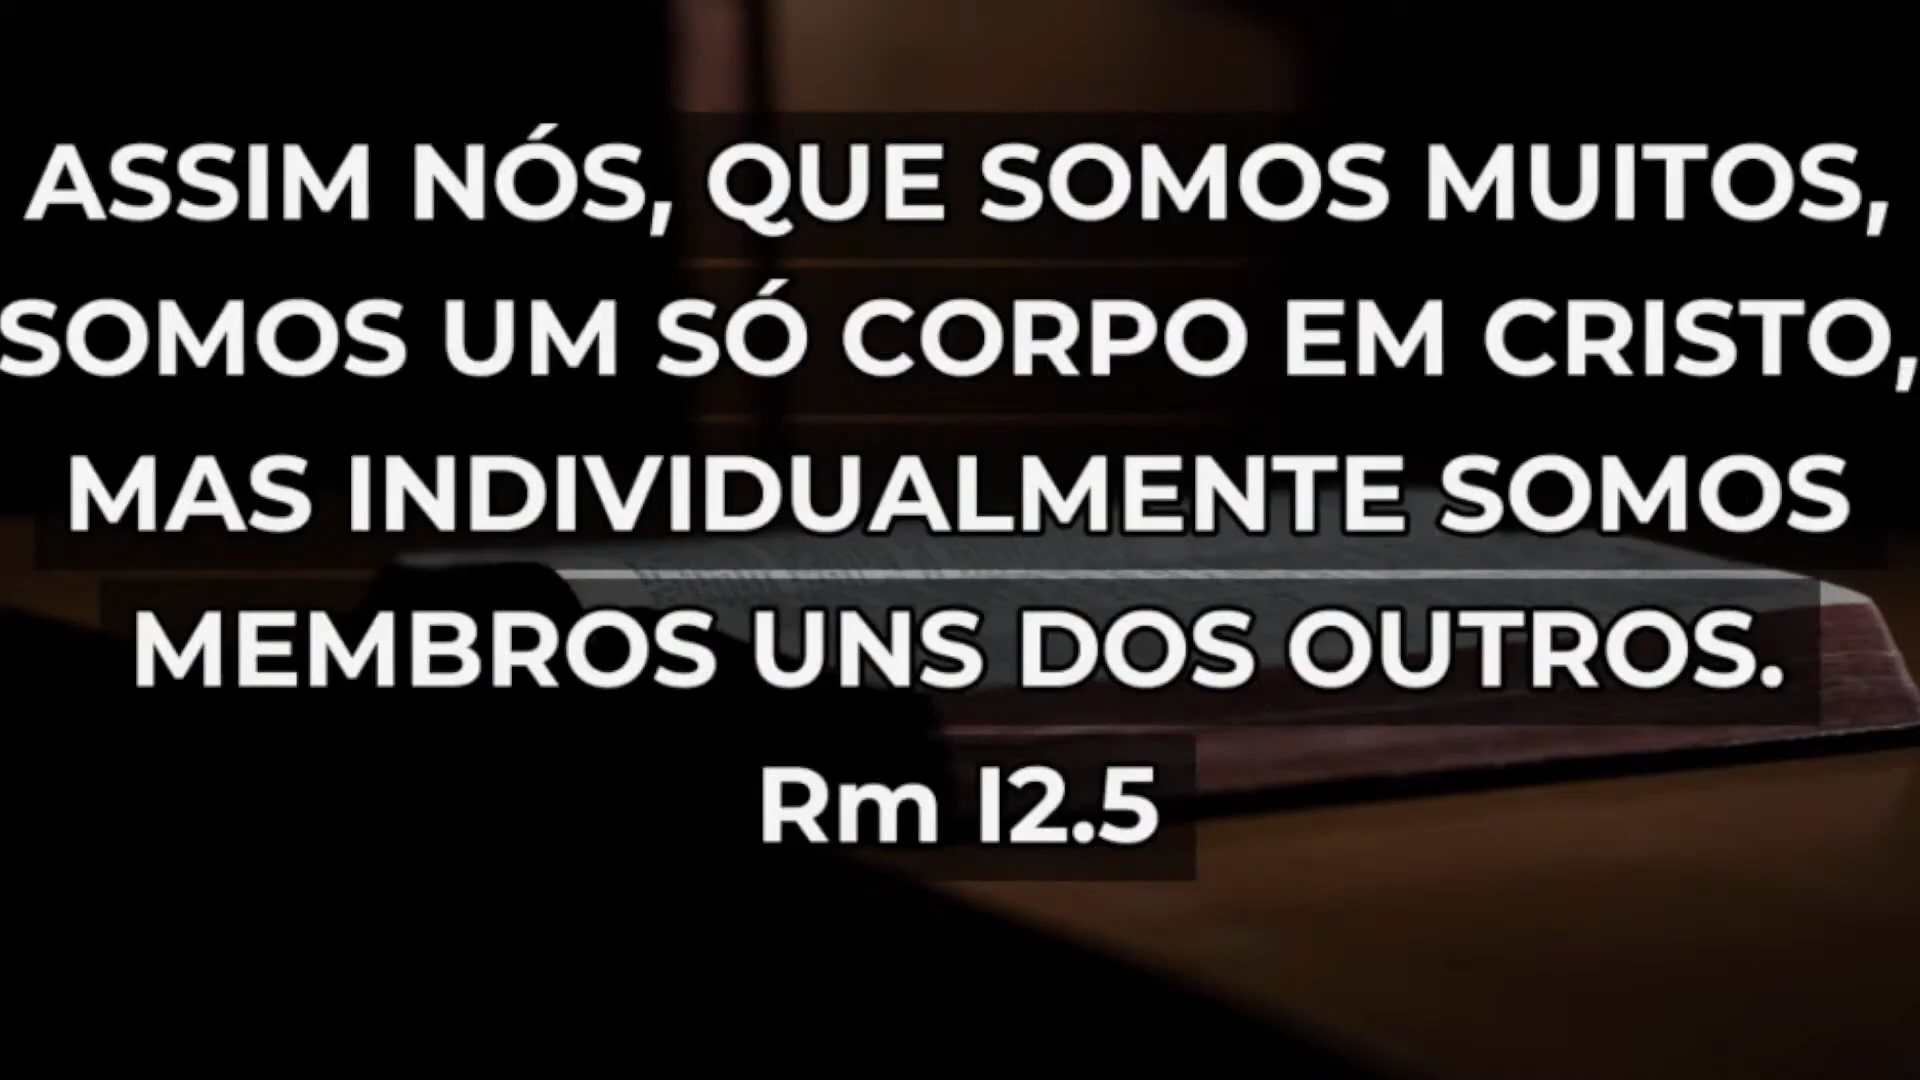 ASSIM NÓS, QUE SOMOS MUITOS,
SOMOS UM SÓ CORPO EM CRISTO,
MAS INDIVIDUALMENTE SOMOS
MEMBROS UNS DOS OUTROS.
Rm I2.5